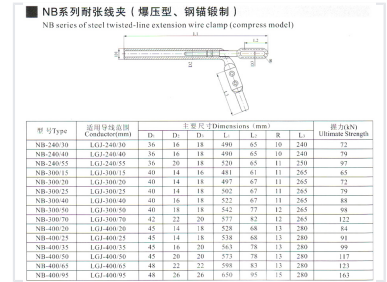 NB系列耐张线夹（爆压型、钢锚锻制）
NB series of steel twisted-line extension wire clamp (compress model)
L1
L2
型 号Type 适用导线范围 Conductor(mm) 主要尺寸Dimensions (mm) 强力(kN) Ultimate Strength
D1 D2 D3 L1 L2 R L3
NB-240/30 LGJ-240/30 36 16 18 490 65 10 240 72
NB-240/40 LGJ-240/40 36 16 18 490 65 10 240 79
NB-240/55 LGJ-240/55 36 20 18 520 65 11 250 97
NB-300/15 LGJ-300/15 40 14 16 481 61 11 265 65
NB-300/20 LGJ-300/20 40 14 18 497 67 11 265 72
NB-300/25 LGJ-300/25 40 14 18 502 67 11 265 79
NB-300/40 LGJ-300/40 40 16 18 522 67 11 265 88
NB-300/50 LGJ-300/50 40 18 18 542 77 12 265 98
NB-300/70 LGJ-300/70 42 22 20 577 82 12 265 122
NB-400/20 LGJ-400/20 45 14 18 528 68 13 280 84
NB-400/25 LGJ-400/25 45 14 18 538 68 13 280 91
NB-400/35 LGJ-400/35 45 16 20 563 78 13 280 99
NB-400/50 LGJ-400/50 45 20 20 573 78 13 280 117
NB-400/65 LGJ-400/65 48 22 22 598 83 13 280 123
NB-400/95 LGJ-400/95 48 26 26 650 95 15 280 163